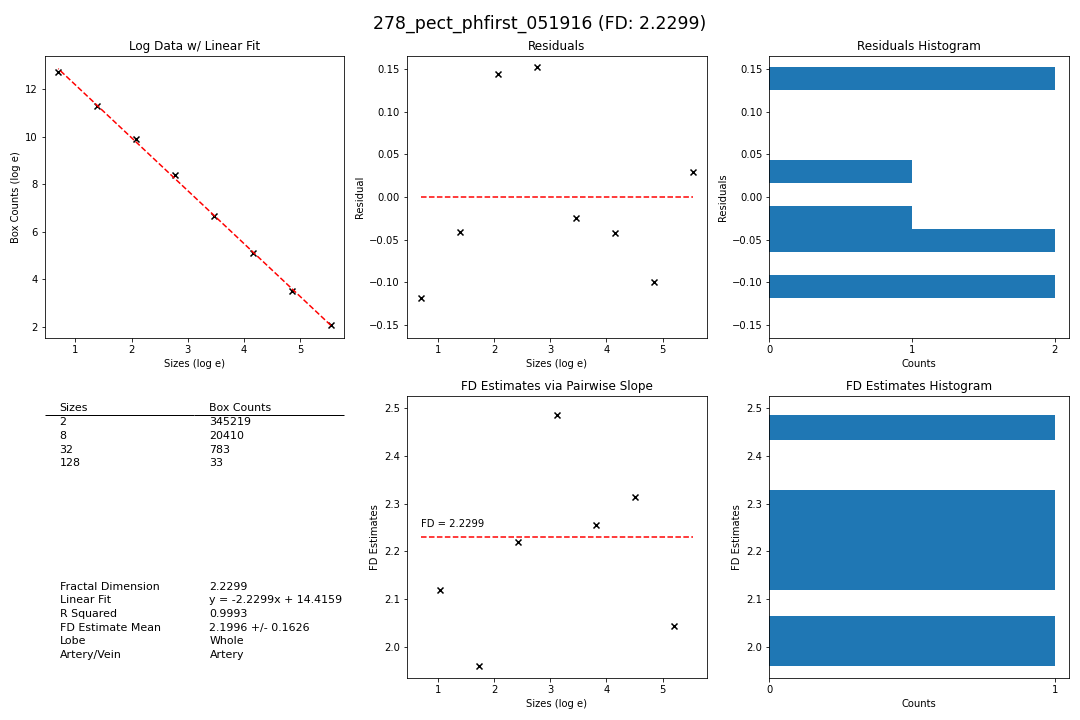 278_pect_phfirst_051916 (FD: 2.2299)
Log Data w/ Linear Fit
Box Counts (log e)
12
10
8
6
4
2
1 2 3 4 5
Sizes (log e)
Residuals
Residual
0.15
0.10
0.05
0.00
−0.05
−0.10
−0.15
1 2 3 4 5
Sizes (log e)
Residuals Histogram
Residuals
0.15
0.10
0.05
0.00
−0.05
−0.10
−0.15
0 1 2
Counts
Sizes Box Counts
2 345219
8 20410
32 783
128 33
Fractal Dimension 2.2299
Linear Fit y = -2.2299x + 14.4159
R Squared 0.9993
FD Estimate Mean 2.1996 +/- 0.1626
Lobe Whole
Artery/Vein Artery
FD Estimates via Pairwise Slope
FD Estimates
2.5
2.4
2.3
2.2
2.1
2.0
FD = 2.2299
1 2 3 4 5
Sizes (log e)
FD Estimates Histogram
FD Estimates
2.5
2.4
2.3
2.2
2.1
2.0
0 1
Counts